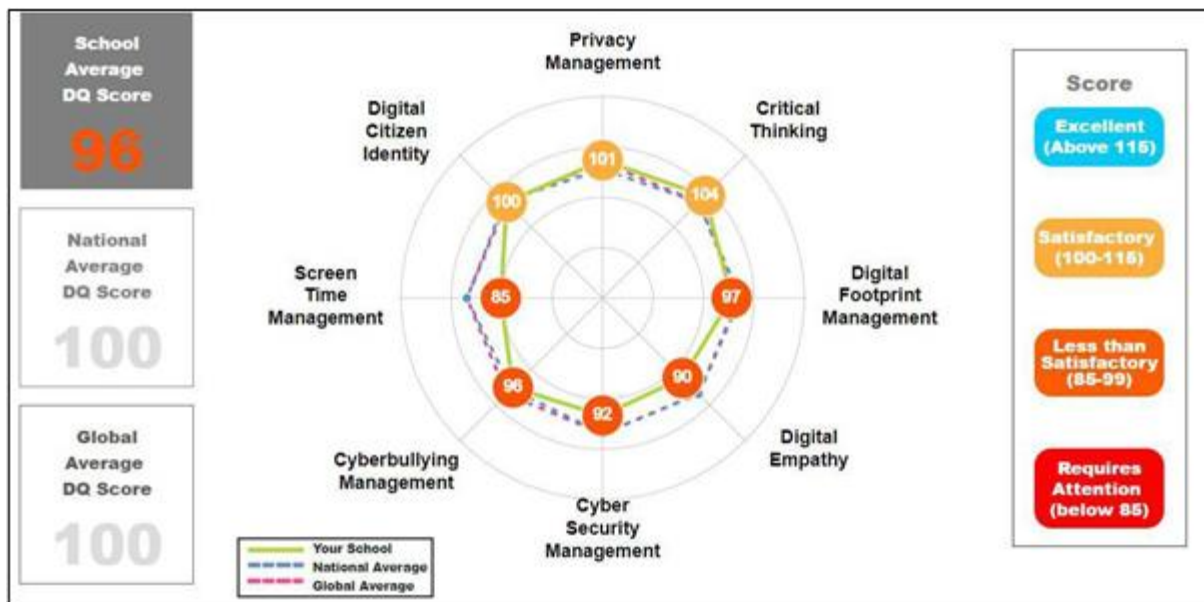 School
Average
DQ Score
96
National
Average
DQ Score
100
Global
Average
DQ Score
100
Privacy
Management
Digital
Citizen
Identity
Critical
Thinking
101
100
104
Screen
Time
Management
85
97
Digital
Footprint
Management
96
90
92
Cyberbullying
Management
Digital
Empathy
Cyber
Security
Management
Your School
National Average
Global Average
Score
Excellent
(Above 115)
Satisfactory
(100-115)
Less than
Satisfactory
(85-99)
Requires
Attention
(below 85)